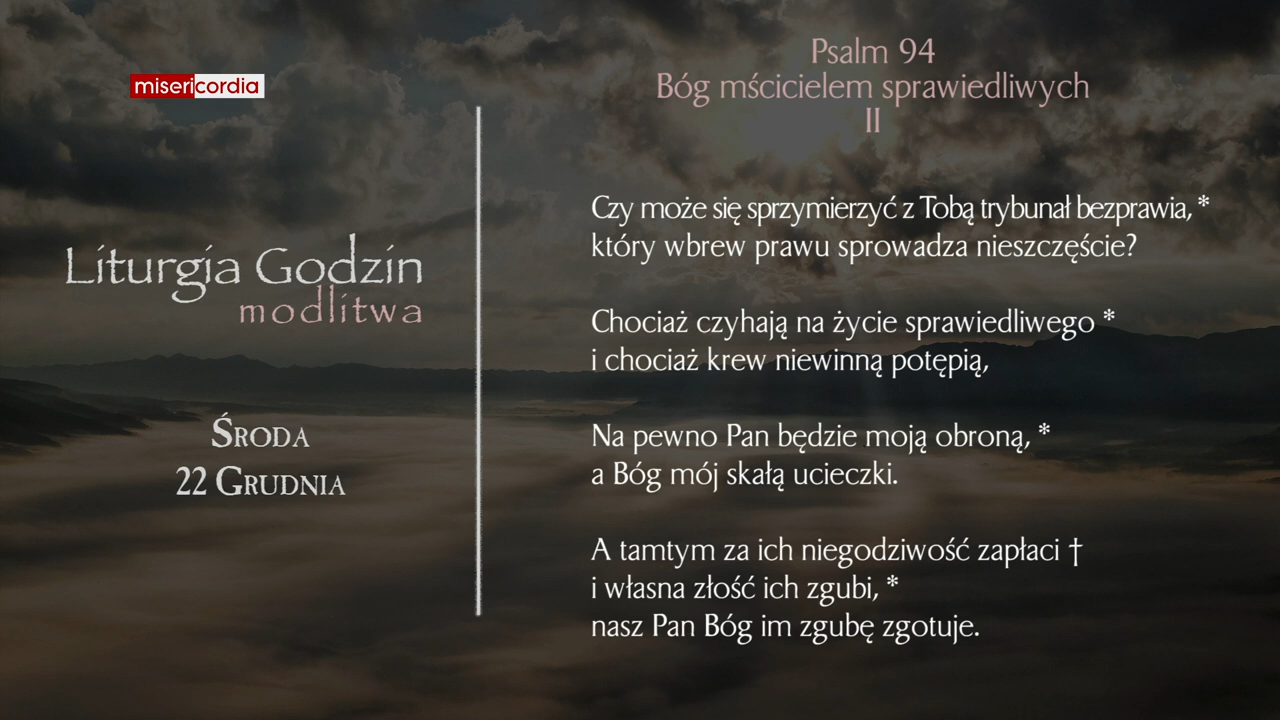 misericordia
Liturgia Godzin
modlitwa
Środa
22 Grudnia
Psalm 94
Bóg mścicielem sprawiedliwych
II
Czy może się sprzymierzyć z Tobą trybunał bezprawia, *
który wbrew prawu sprowadza nieszczęście?
Chociaż czyhają na życie sprawiedliwego *
i chociaż krew niewinną potępią,
Na pewno Pan będzie moją obroną, *
a Bóg mój skałą ucieczki.
A tamtym za ich niegodziwość zapłaci †
i własna złość ich zgubi, *
nasz Pan Bóg im zgubę zgotuje.